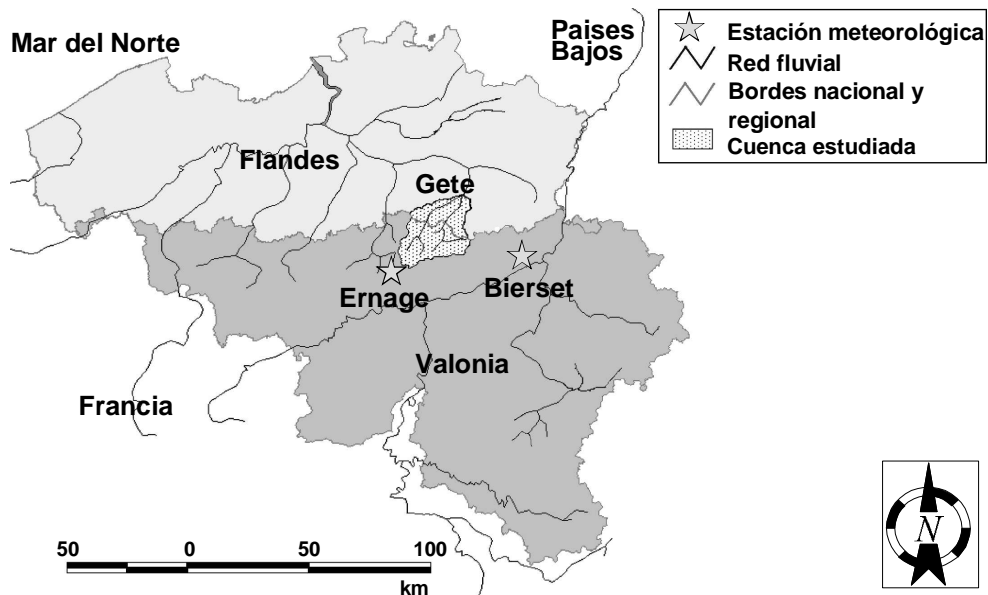 Mar del Norte
Paises
Bajos
Estación meteorológica
Red fluvial
Bordes nacional y
regional
Cuenca estudiada
Flandes
Gete
Ernage
Bierset
Valonia
Francia
50 0 50 100
km
N